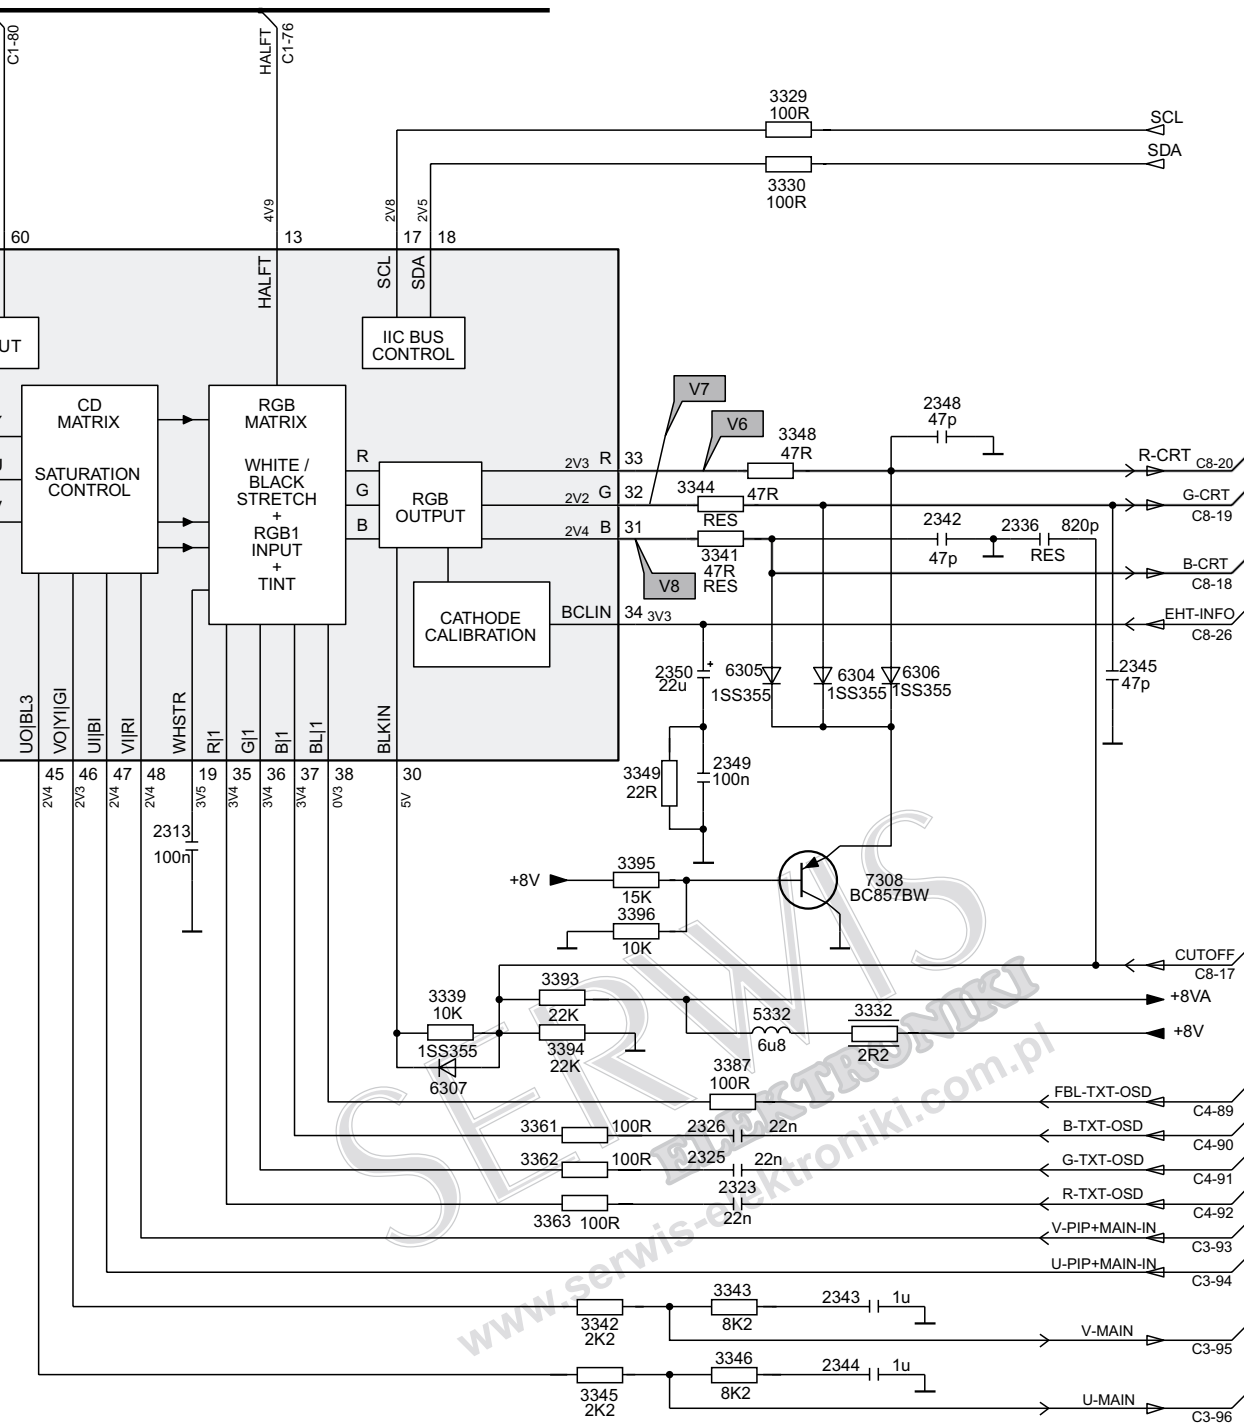 C1-80
HALFT
C1-76
3329
100R
SCL
SDA
3330
100R
4V9
2V8
2V5
60
13
17
18
HALFT
SCL
SDA
UT
IIC BUS
CONTROL
CD
MATRIX
SATURATION
CONTROL
RGB
MATRIX
WHITE /
BLACK
STRETCH
+
RGB1
INPUT
+
TINT
R
G
B
RGB
OUTPUT
CATHODE
CALIBRATION
BCLIN
2V3 R 33
2V2 G 32
2V4 B 31
34 3V3
V7
V6
V8
3348
47R
3344
47R
RES
3341
47R
RES
2348
47p
2342
47p
2336
820p
RES
R-CRT
C8-20
G-CRT
C8-19
B-CRT
C8-18
EHT-INFO
C8-26
2350
22u
+
6305
1SS355
6304
1SS355
6306
1SS355
2345
47p
3349
22R
2349
100n
UO|BL3
VO|YI|GI
UI|BI
VI|RI
WHSTR
R|1
G|1
B|1
BL|1
BLKIN
45
46
47
48
19
35
36
37
38
30
2V4
2V3
2V4
2V4
3V5
3V4
3V4
3V4
0V3
5V
2313
100n
+8V
3395
15K
3396
10K
7308
BC857BW
CUTOFF
C8-17
3393
22K
3394
22K
3339
10K
1SS355
6307
+8VA
5332
6u8
3332
2R2
+8V
3387
100R
FBL-TXT-OSD
C4-89
3361
100R
2326
22n
B-TXT-OSD
C4-90
3362
100R
2325
22n
G-TXT-OSD
C4-91
3363
100R
2323
22n
R-TXT-OSD
C4-92
V-PIP+MAIN-IN
C3-93
U-PIP+MAIN-IN
C3-94
3342
2K2
3343
8K2
2343
1u
V-MAIN
C3-95
3345
2K2
3346
8K2
2344
1u
U-MAIN
C3-96
SERWIS
ELEKTRONIKI
www.serwis-elektroniki.com.pl